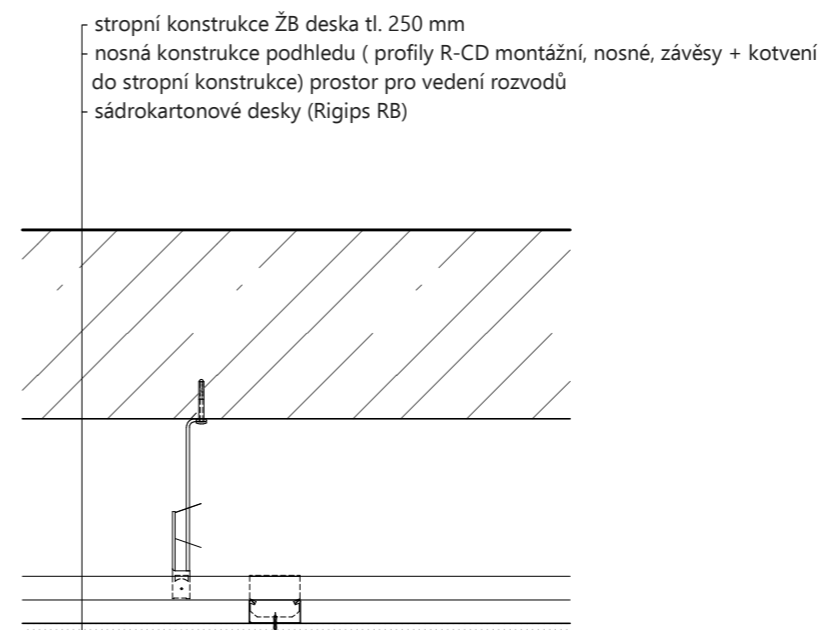 stropní konstrukce ŽB deska tl. 250 mm
nosná konstrukce podhledu ( profily R-CD montážní, nosné, závěsy + kotvení
do stropní konstrukce) prostor pro vedení rozvodů
sádrokartonové desky (Rigips RB)